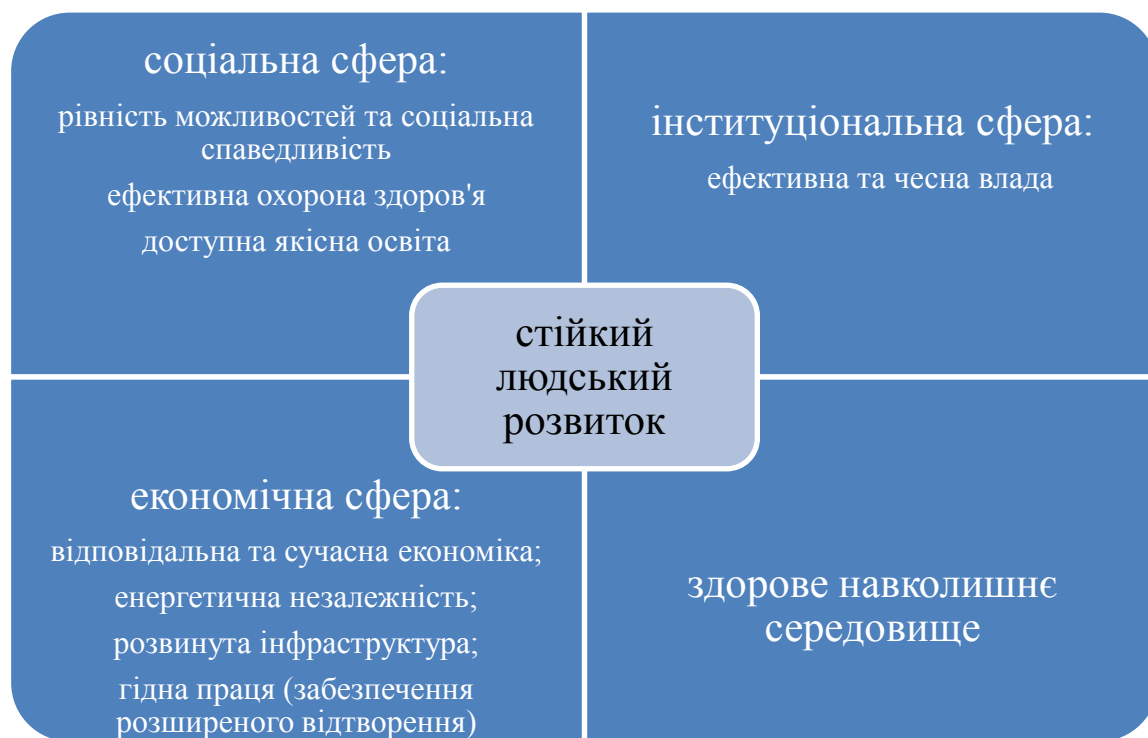 соціальна сфера:
рівність можливостей та соціальна
спаведливість
ефективна охорона здоров'я
доступна якісна освіта
інституціональна сфера:
ефективна та чесна влада
стійкий
людський
розвиток
економічна сфера:
відповідальна та сучасна економіка;
енергетична незалежність;
розвинута інфраструктура;
гідна праця (забезпечення
розширеного відтворення)
здорове навколишнє
середовище